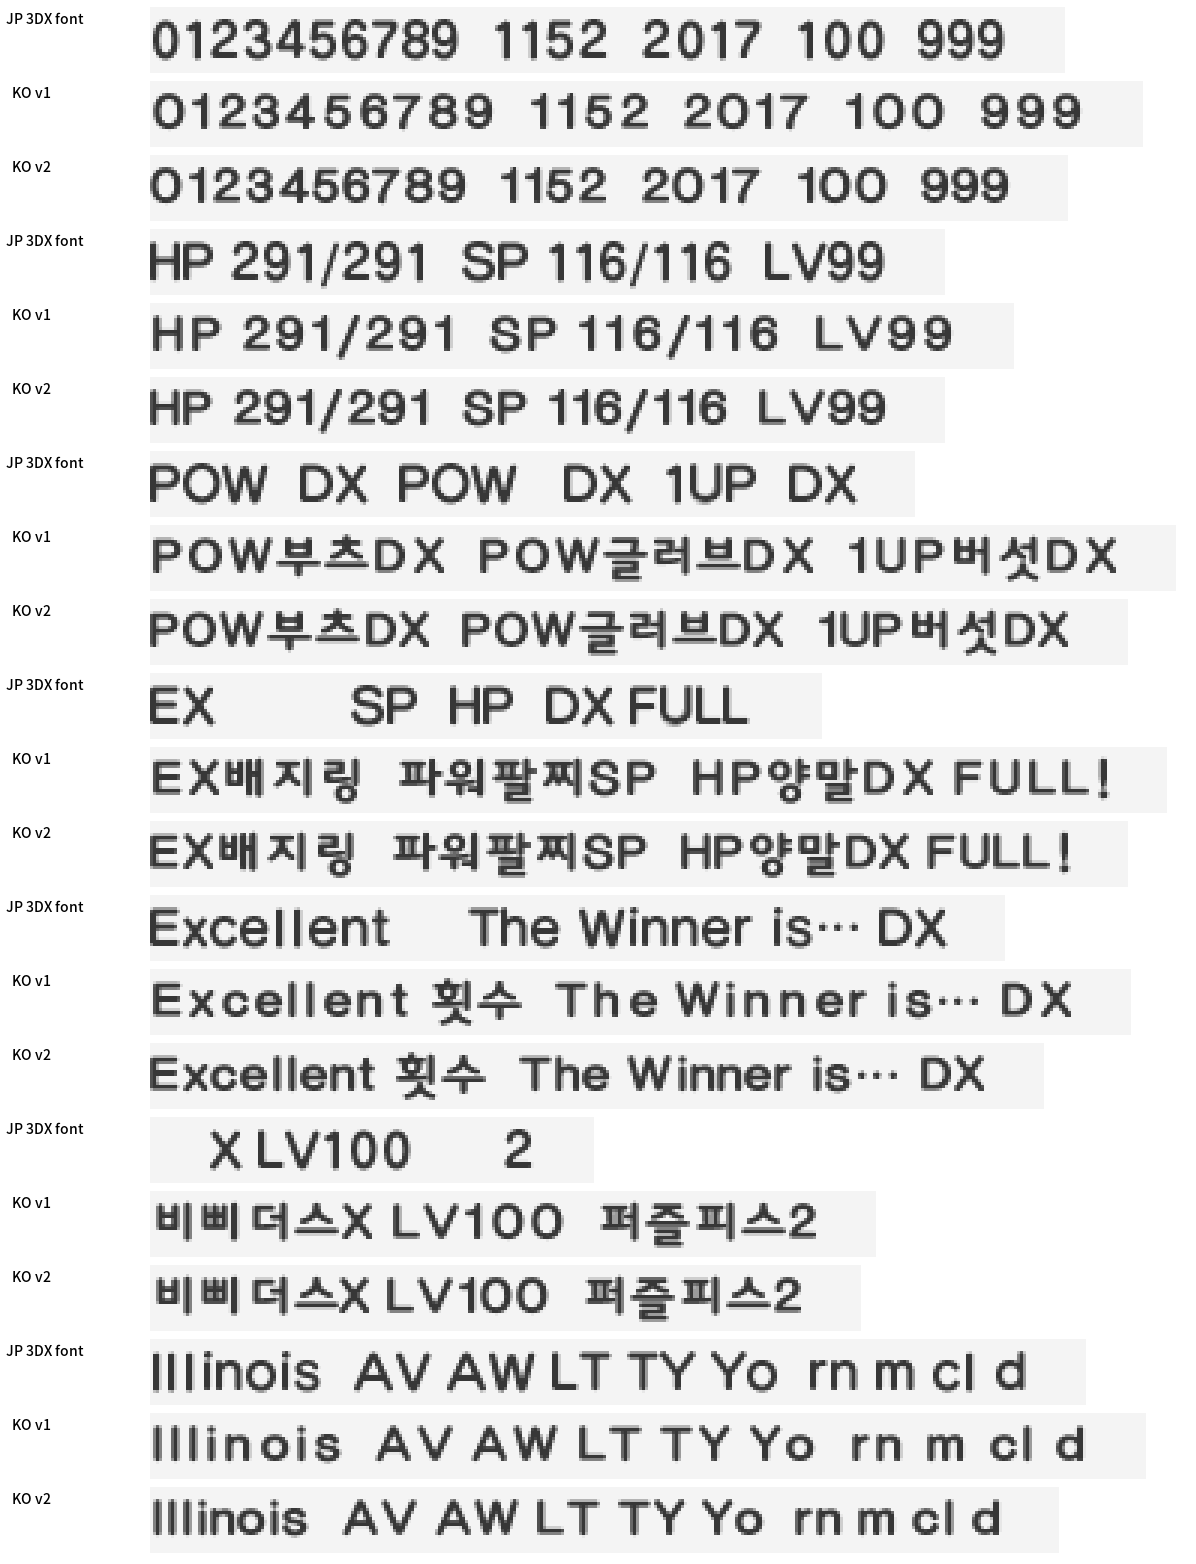 JP 3DX font 0123456789 1152 2017 100 999
KO v1 0123456789 1152 2017 100 999
KO v2 0123456789 1152 2017 100 999
JP 3DX font HP 291/291 SP 116/116 LV99
KO v1 HP 291/291 SP 116/116 LV99
KO v2 HP 291/291 SP 116/116 LV99
JP 3DX font POW DX POW DX 1UP DX
KO v1 POW부츠DX POW글러브DX 1UP버섯DX
KO v2 POW부츠DX POW글러브DX 1UP버섯DX
JP 3DX font EX SP HP DX FULL
KO v1 EX배지링 파워팔찌SP HP양말DX FULL!
KO v2 EX배지링 파워팔찌SP HP양말DX FULL!
JP 3DX font Excellent The Winner is… DX
KO v1 Excellent 횟수 The Winner is… DX
KO v2 Excellent 횟수 The Winner is… DX
JP 3DX font X LV100 2
KO v1 비삐더스X LV100 퍼즐피스2
KO v2 비삐더스X LV100 퍼즐피스2
JP 3DX font Illinois AV AW LT TY Yo rn m cl d
KO v1 Illinois AV AW LT TY Yo rn m cl d
KO v2 Illinois AV AW LT TY Yo rn m cl d